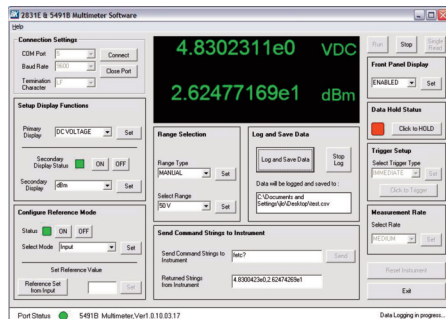 2831E & 5491B Multimeter Software
Help
Connection Settings
COM Port 5 Connect
Baud Rate 9600 Close Port
Termination Character LF
4.8302311e0 VDC
2.62477169e1 dBm
Run Stop Single Read
Front Panel Display
ENABLED Set
Setup Display Functions
Primary Display DC VOLTAGE Set
Secondary Display Status ON OFF
Secondary Display dBm Set
Range Selection
Range Type
MANUAL Set
Select Range
50 V Set
Log and Save Data
Log and Save Data Stop Log
Data will be logged and saved to :
C:\Documents and
Data Hold Status
Click to HOLD
Trigger Setup
Select Trigger Type
IMMEDIATE Set
Click to Trigger
Configure Reference Mode
Status ON OFF
Select Mode Input Set
Set Reference Value
Reference Set from Input Set
Send Command Strings to Instrument
Send Command Strings to Instrument fetc? Send
Returned Strings from Instrument 4.8300423e0,2.62474269e1
Measurement Rate
Select Rate
MEDIUM Set
Reset Instrument
Exit
Port Status 5491B Multimeter,Ver1.0.10.03.17 Data Logging in progress...